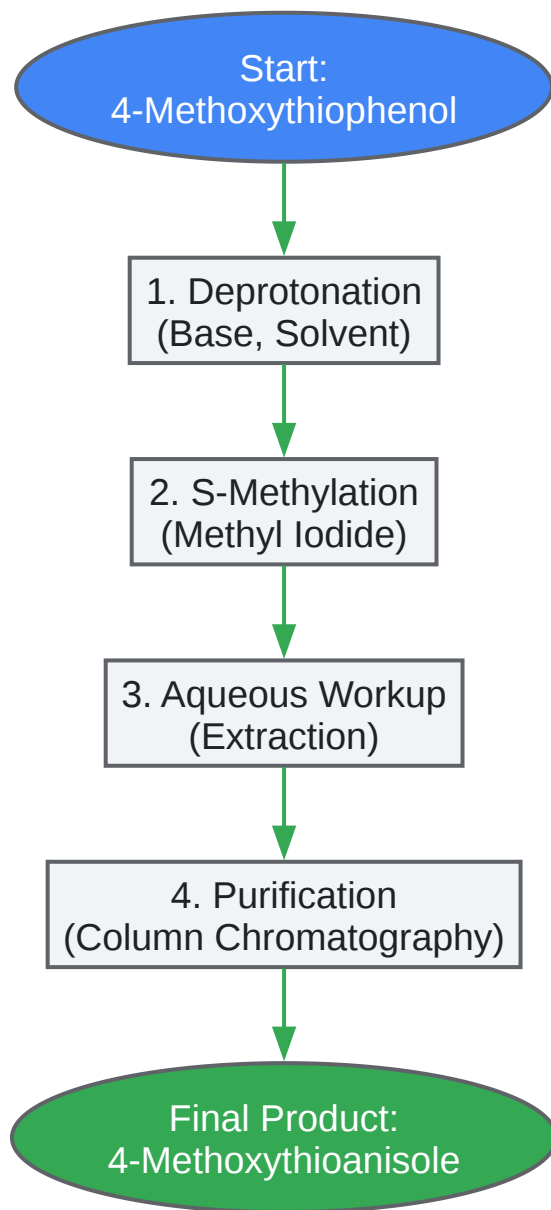 Start:
4-Methoxythiophenol
1. Deprotonation
(Base, Solvent)
2. S-Methylation
(Methyl Iodide)
3. Aqueous Workup
(Extraction)
4. Purification
(Column Chromatography)
Final Product:
4-Methoxythioanisole